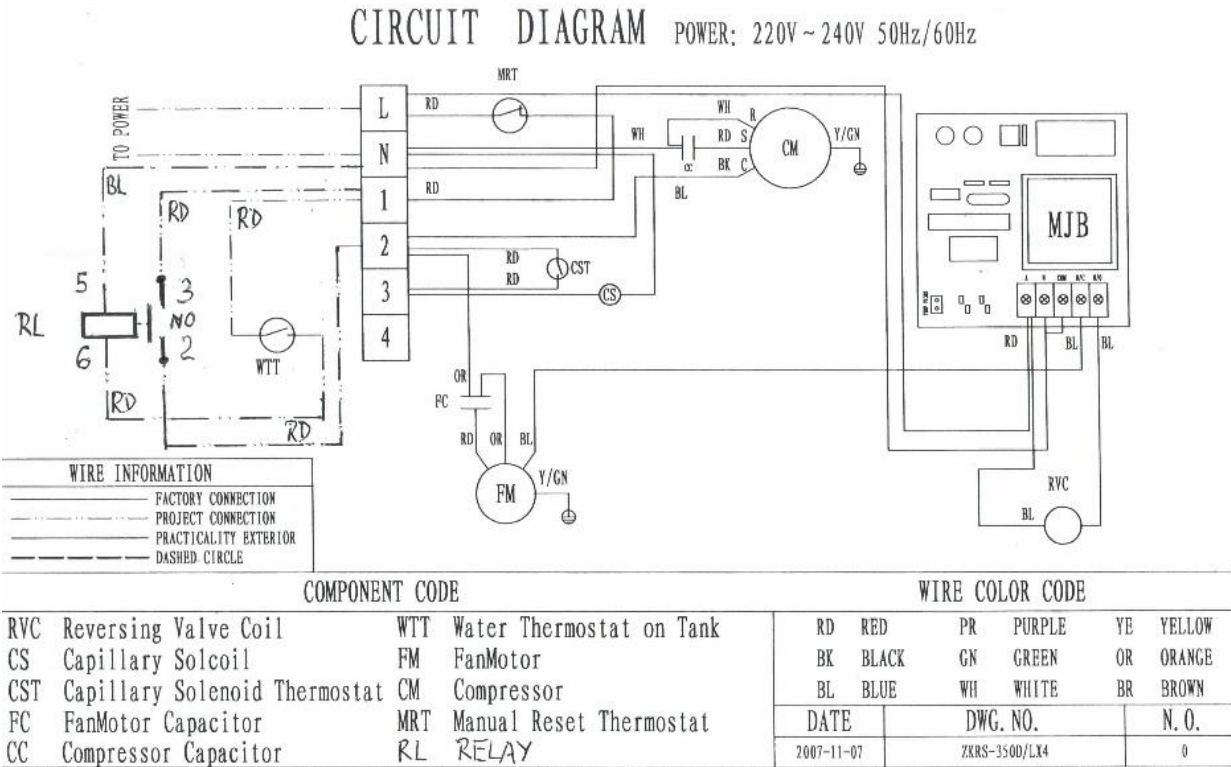 CIRCUIT DIAGRAM POWER: 220V~240V 50Hz/60Hz
TO POWER
L
N
1
2
3
4
RD
MRT
WH
WH R
RD S
BK C
CC
CM
Y/GN
BL
RD
BL
RD
RD
RD
RD
CST
CS
5
6
RL
3
NO
2
WTT
RD
RD
OR
FC
RD OR BL
FM
Y/GN
MJB
A COM N/C N/O
RD BL BL
RVC
BL
WIRE INFORMATION
FACTORY CONNECTION
PROJECT CONNECTION
PRACTICALITY EXTERIOR
DASHED CIRCLE
COMPONENT CODE
RVC Reversing Valve Coil WTT Water Thermostat on Tank
CS Capillary Solcoil FM FanMotor
CST Capillary Solenoid Thermostat CM Compressor
FC FanMotor Capacitor MRT Manual Reset Thermostat
CC Compressor Capacitor RL RELAY
WIRE COLOR CODE
RD RED PR PURPLE YE YELLOW
BK BLACK GN GREEN OR ORANGE
BL BLUE WH WHITE BR BROWN
DATE DWG. NO. N. O.
2007-11-07 ZKRS-350D/LX4 0